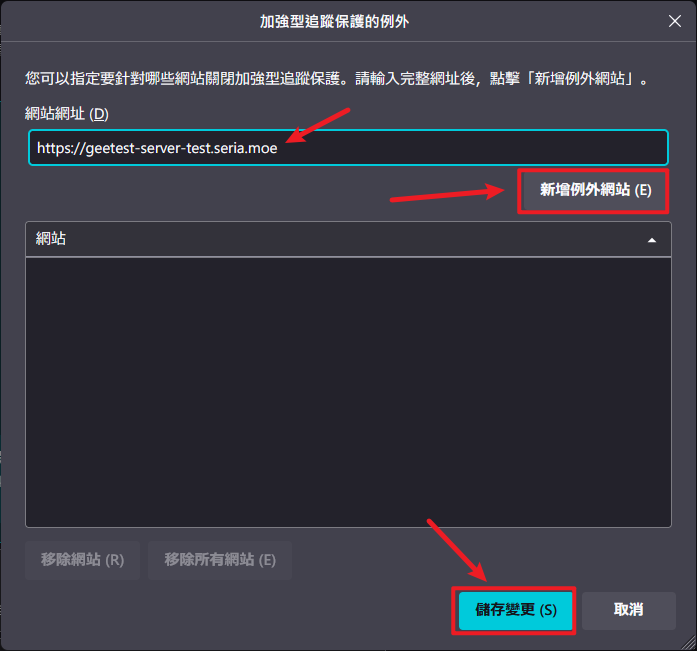 加強型追蹤保護的例外
您可以指定要針對哪些網站關閉加強型追蹤保護。請輸入完整網址後，點擊「新增例外網站」。
網站網址 (D)
https://geetest-server-test.seria.moe
新增例外網站 (E)
網站
移除網站 (R)
移除所有網站 (E)
儲存變更 (S)
取消